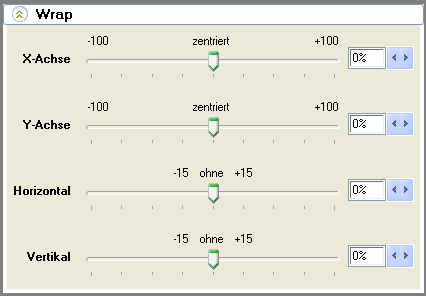 Wrap
-100 zentriert +100
X-Achse 0%
-100 zentriert +100
Y-Achse 0%
-15 ohne +15
Horizontal 0%
-15 ohne +15
Vertikal 0%